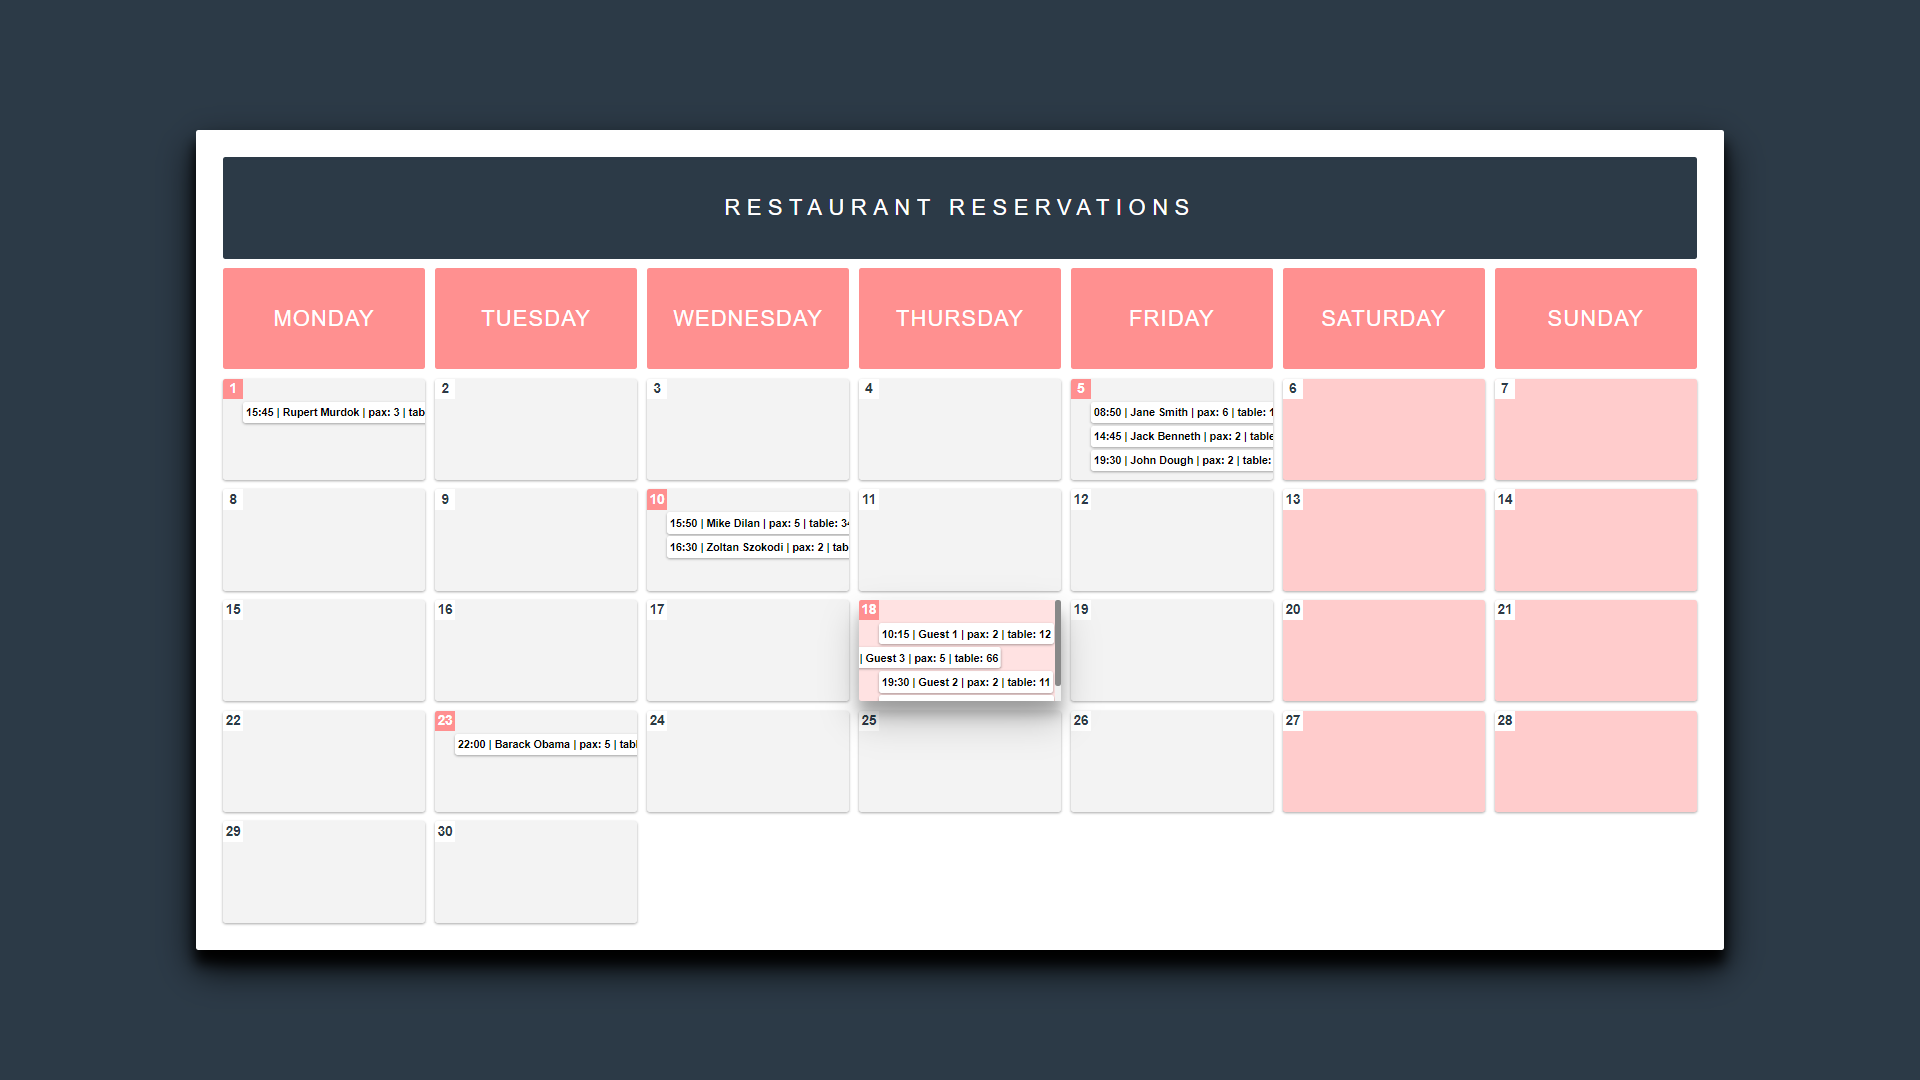 RESTAURANT RESERVATIONS
MONDAY TUESDAY WEDNESDAY THURSDAY FRIDAY SATURDAY SUNDAY
1
15:45 | Rupert Murdok | pax: 3 | tab
2
3
4
5
08:50 | Jane Smith | pax: 6 | table: 1
14:45 | Jack Benneth | pax: 2 | table
19:30 | John Dough | pax: 2 | table:
6
7
8
9
10
15:50 | Mike Dilan | pax: 5 | table: 34
16:30 | Zoltan Szokodi | pax: 2 | tab
11
12
13
14
15
16
17
18
10:15 | Guest 1 | pax: 2 | table: 12
| Guest 3 | pax: 5 | table: 66
19:30 | Guest 2 | pax: 2 | table: 11
19
20
21
22
23
22:00 | Barack Obama | pax: 5 | tabl
24
25
26
27
28
29
30